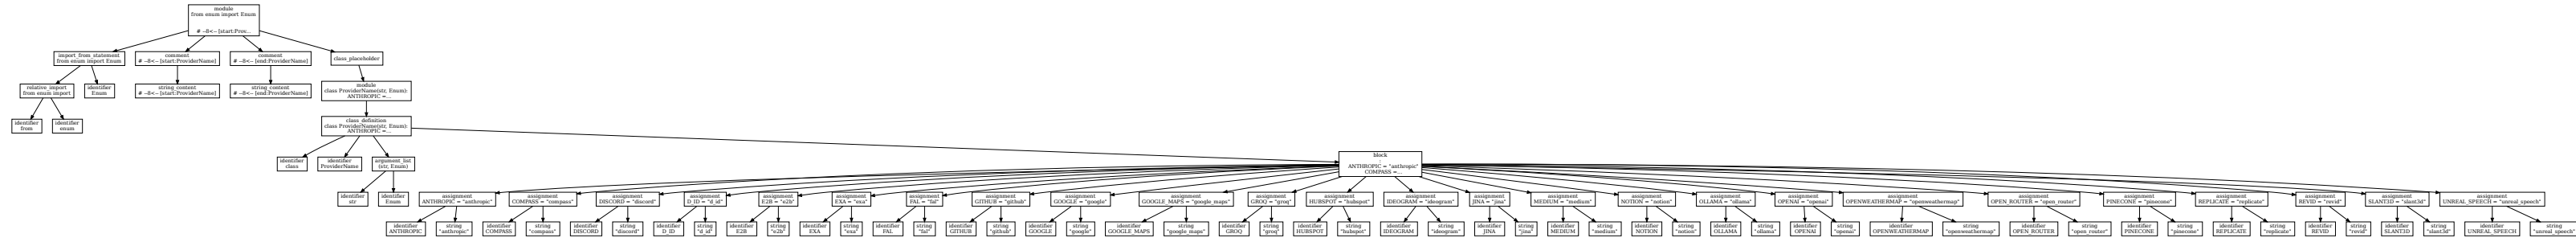 module
from enum import Enum
# --8<-- [start:Prov...
import_from_statement
from enum import Enum
comment
# --8<-- [start:ProviderName]
comment
# --8<-- [end:ProviderName]
class_placeholder
relative_import
from enum import
identifier
Enum
string_content
# --8<-- [start:ProviderName]
string_content
# --8<-- [end:ProviderName]
module
class ProviderName(str, Enum):
ANTHROPIC =...
identifier
from
identifier
enum
class_definition
class ProviderName(str, Enum):
ANTHROPIC =...
identifier
class
identifier
ProviderName
argument_list
(str, Enum)
block
:
ANTHROPIC = "anthropic"
COMPASS =...
identifier
str
identifier
Enum
assignment
ANTHROPIC = "anthropic"
assignment
COMPASS = "compass"
assignment
DISCORD = "discord"
assignment
D_ID = "d_id"
assignment
E2B = "e2b"
assignment
EXA = "exa"
assignment
FAL = "fal"
assignment
GITHUB = "github"
assignment
GOOGLE = "google"
assignment
GOOGLE_MAPS = "google_maps"
assignment
GROQ = "groq"
assignment
HUBSPOT = "hubspot"
assignment
IDEOGRAM = "ideogram"
assignment
JINA = "jina"
assignment
MEDIUM = "medium"
assignment
NOTION = "notion"
assignment
OLLAMA = "ollama"
assignment
OPENAI = "openai"
assignment
OPENWEATHERMAP = "openweathermap"
assignment
OPEN_ROUTER = "open_router"
assignment
PINECONE = "pinecone"
assignment
REPLICATE = "replicate"
assignment
REVID = "revid"
assignment
SLANT3D = "slant3d"
assignment
UNREAL_SPEECH = "unreal_speech"
identifier
ANTHROPIC
string
"anthropic"
identifier
COMPASS
string
"compass"
identifier
DISCORD
string
"discord"
identifier
D_ID
string
"d_id"
identifier
E2B
string
"e2b"
identifier
EXA
string
"exa"
identifier
FAL
string
"fal"
identifier
GITHUB
string
"github"
identifier
GOOGLE
string
"google"
identifier
GOOGLE_MAPS
string
"google_maps"
identifier
GROQ
string
"groq"
identifier
HUBSPOT
string
"hubspot"
identifier
IDEOGRAM
string
"ideogram"
identifier
JINA
string
"jina"
identifier
MEDIUM
string
"medium"
identifier
NOTION
string
"notion"
identifier
OLLAMA
string
"ollama"
identifier
OPENAI
string
"openai"
identifier
OPENWEATHERMAP
string
"openweathermap"
identifier
OPEN_ROUTER
string
"open_router"
identifier
PINECONE
string
"pinecone"
identifier
REPLICATE
string
"replicate"
identifier
REVID
string
"revid"
identifier
SLANT3D
string
"slant3d"
identifier
UNREAL_SPEECH
string
"unreal_speech"